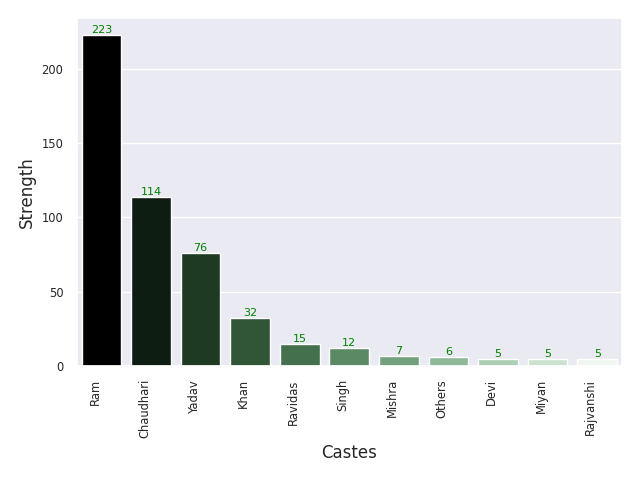 223
200
114
150
76
100
32
50
15
12
7
6
5
5
5
0
Strength
Ram
Chaudhari
Yadav
Khan
Ravidas
Singh
Mishra
Others
Devi
Miyan
Rajvanshi
Castes